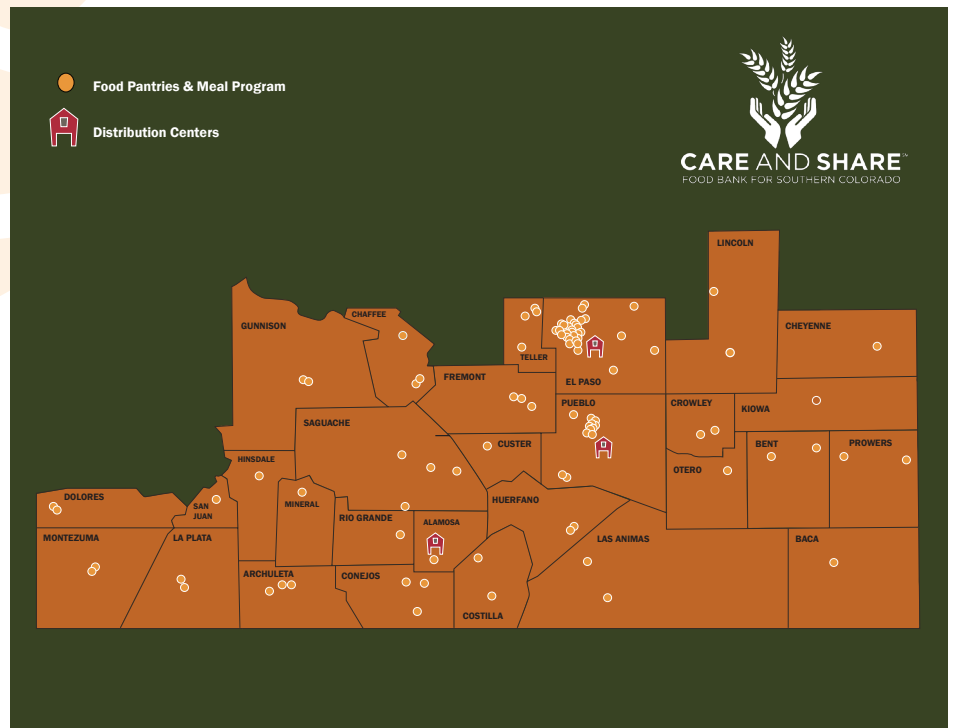 Food Pantries & Meal Program
Distribution Centers
CARE AND SHARE℠
FOOD BANK FOR SOUTHERN COLORADO
LINCOLN
GUNNISON
CHAFFEE
CHEYENNE
TELLER
FREMONT
EL PASO
PUEBLO
CROWLEY
KIOWA
SAGUACHE
CUSTER
BENT
PROWERS
HINSDALE
OTERO
DOLORES
SAN
JUAN
MINERAL
RIO GRANDE
ALAMOSA
HUERFANO
MONTEZUMA
LA PLATA
LAS ANIMAS
BACA
ARCHULETA
CONEJOS
COSTILLA